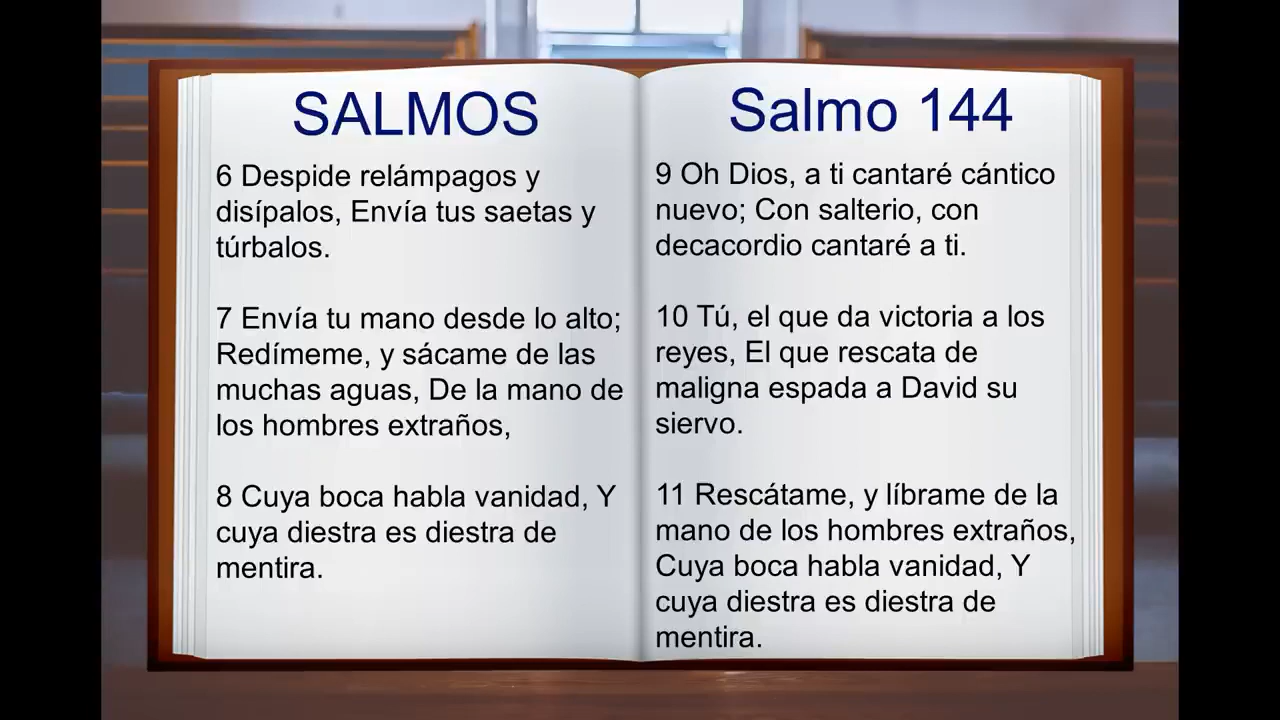 SALMOS
6 Despide relámpagos y
disípalos, Envía tus saetas y
túrbalos.
7 Envía tu mano desde lo alto;
Redímeme, y sácame de las
muchas aguas, De la mano de
los hombres extraños,
8 Cuya boca habla vanidad, Y
cuya diestra es diestra de
mentira.
Salmo 144
9 Oh Dios, a ti cantaré cántico
nuevo; Con salterio, con
decacordio cantaré a ti.
10 Tú, el que da victoria a los
reyes, El que rescata de
maligna espada a David su
siervo.
11 Rescátame, y líbrame de la
mano de los hombres extraños,
Cuya boca habla vanidad, Y
cuya diestra es diestra de
mentira.